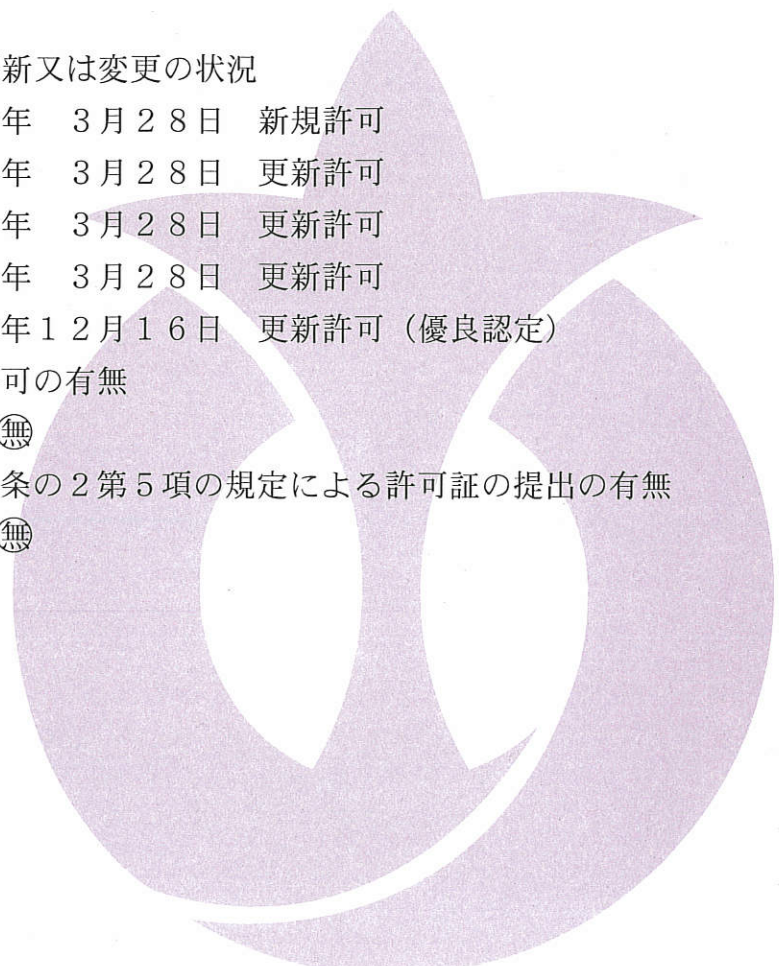 新又は変更の状況
年　３月２８日　新規許可
年　３月２８日　更新許可
年　３月２８日　更新許可
年　３月２８日　更新許可
年１２月１６日　更新許可（優良認定）
可の有無
㊒無
条の２第５項の規定による許可証の提出の有無
無